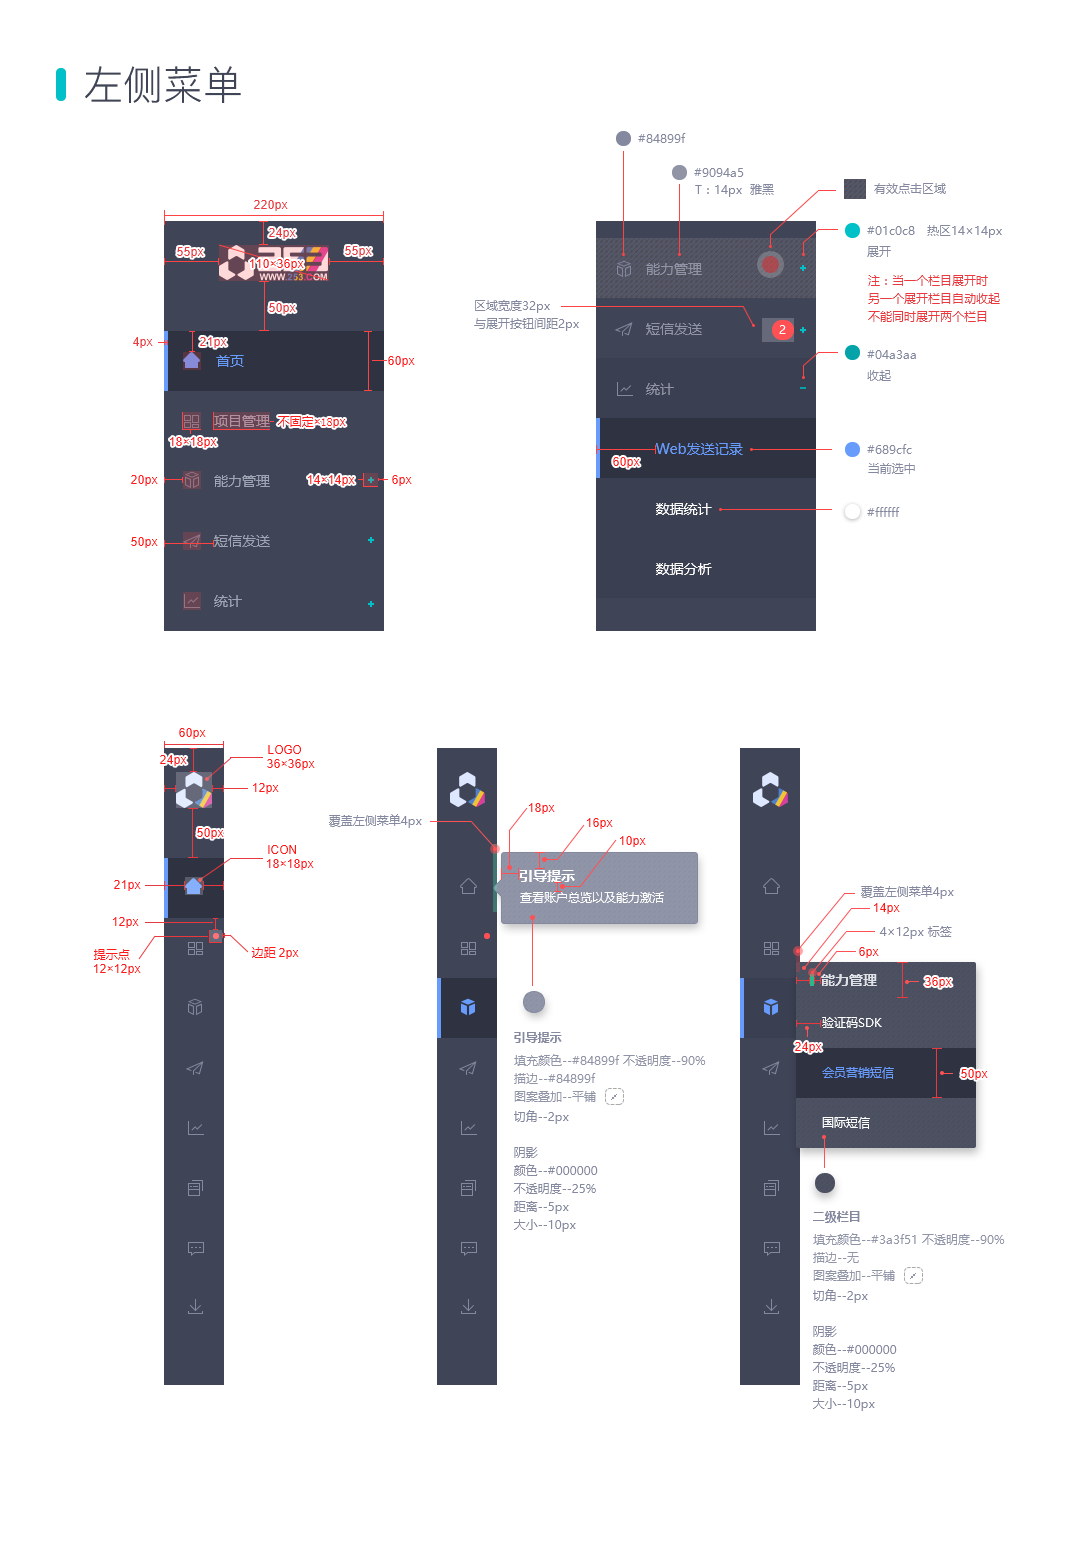 左侧菜单
220px
24px
55px
110×36px
55px
WWW.253.COM
50px
4px
21px
首页
60px
项目管理
不固定×18px
18×18px
20px
能力管理
14×14px
6px
50px
短信发送
统计
#84899f
#9094a5
T：14px 雅黑
有效点击区域
#01c0c8 热区14×14px
展开
注：当一个栏目展开时
另一个展开栏目自动收起
不能同时展开两个栏目
能力管理
区域宽度32px
与展开按钮间距2px
短信发送
2
#04a3aa
收起
统计
Web发送记录
60px
#689cfc
当前选中
数据统计
#ffffff
数据分析
60px
24px
LOGO
36×36px
12px
50px
ICON
18×18px
21px
12px
提示点
12×12px
边距 2px
覆盖左侧菜单4px
18px
16px
10px
引导提示
查看账户总览以及能力激活
引导提示
填充颜色--#84899f 不透明度--90%
描边--#84899f
图案叠加--平铺
切角--2px
阴影
颜色--#000000
不透明度--25%
距离--5px
大小--10px
覆盖左侧菜单4px
14px
4×12px 标签
6px
能力管理
36px
验证码SDK
24px
会员营销短信
50px
国际短信
二级栏目
填充颜色--#3a3f51 不透明度--90%
描边--无
图案叠加--平铺
切角--2px
阴影
颜色--#000000
不透明度--25%
距离--5px
大小--10px